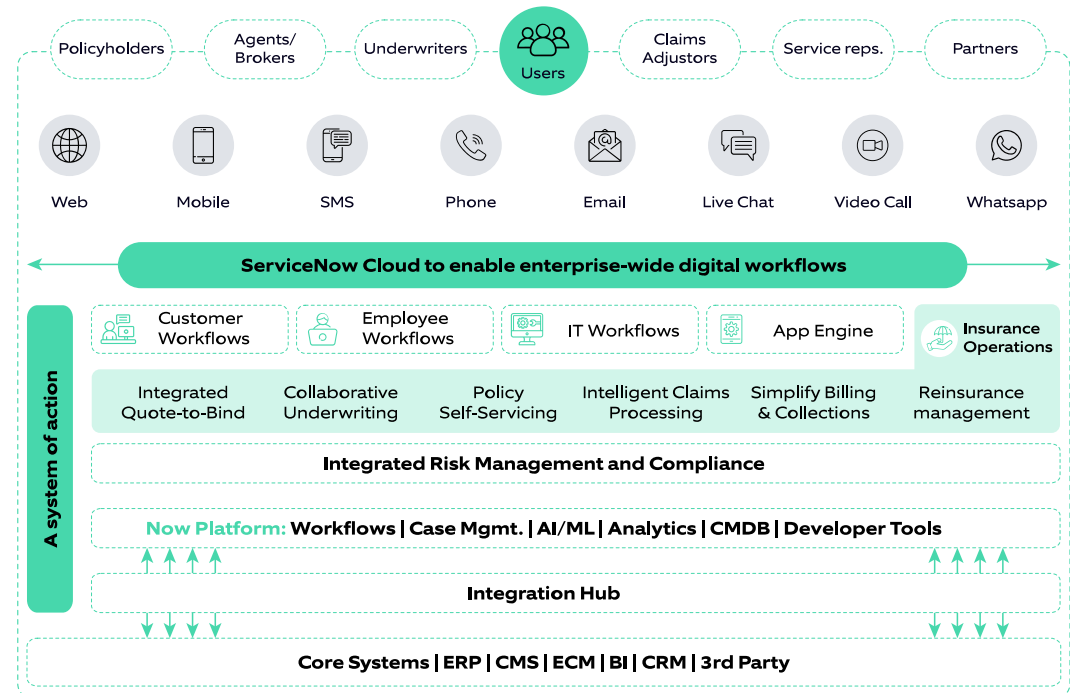 Policyholders
Agents/
Brokers
Underwriters
Users
Claims
Adjustors
Service reps.
Partners
Web
Mobile
SMS
Phone
Email
Live Chat
Video Call
Whatsapp
ServiceNow Cloud to enable enterprise-wide digital workflows
A system of action
Customer
Workflows
Employee
Workflows
IT Workflows
App Engine
Insurance
Operations
Integrated
Quote-to-Bind
Collaborative
Underwriting
Policy
Self-Servicing
Intelligent Claims
Processing
Simplify Billing
& Collections
Reinsurance
management
Integrated Risk Management and Compliance
Now Platform: Workflows | Case Mgmt. | AI/ML | Analytics | CMDB | Developer Tools
Integration Hub
Core Systems | ERP | CMS | ECM | BI | CRM | 3rd Party